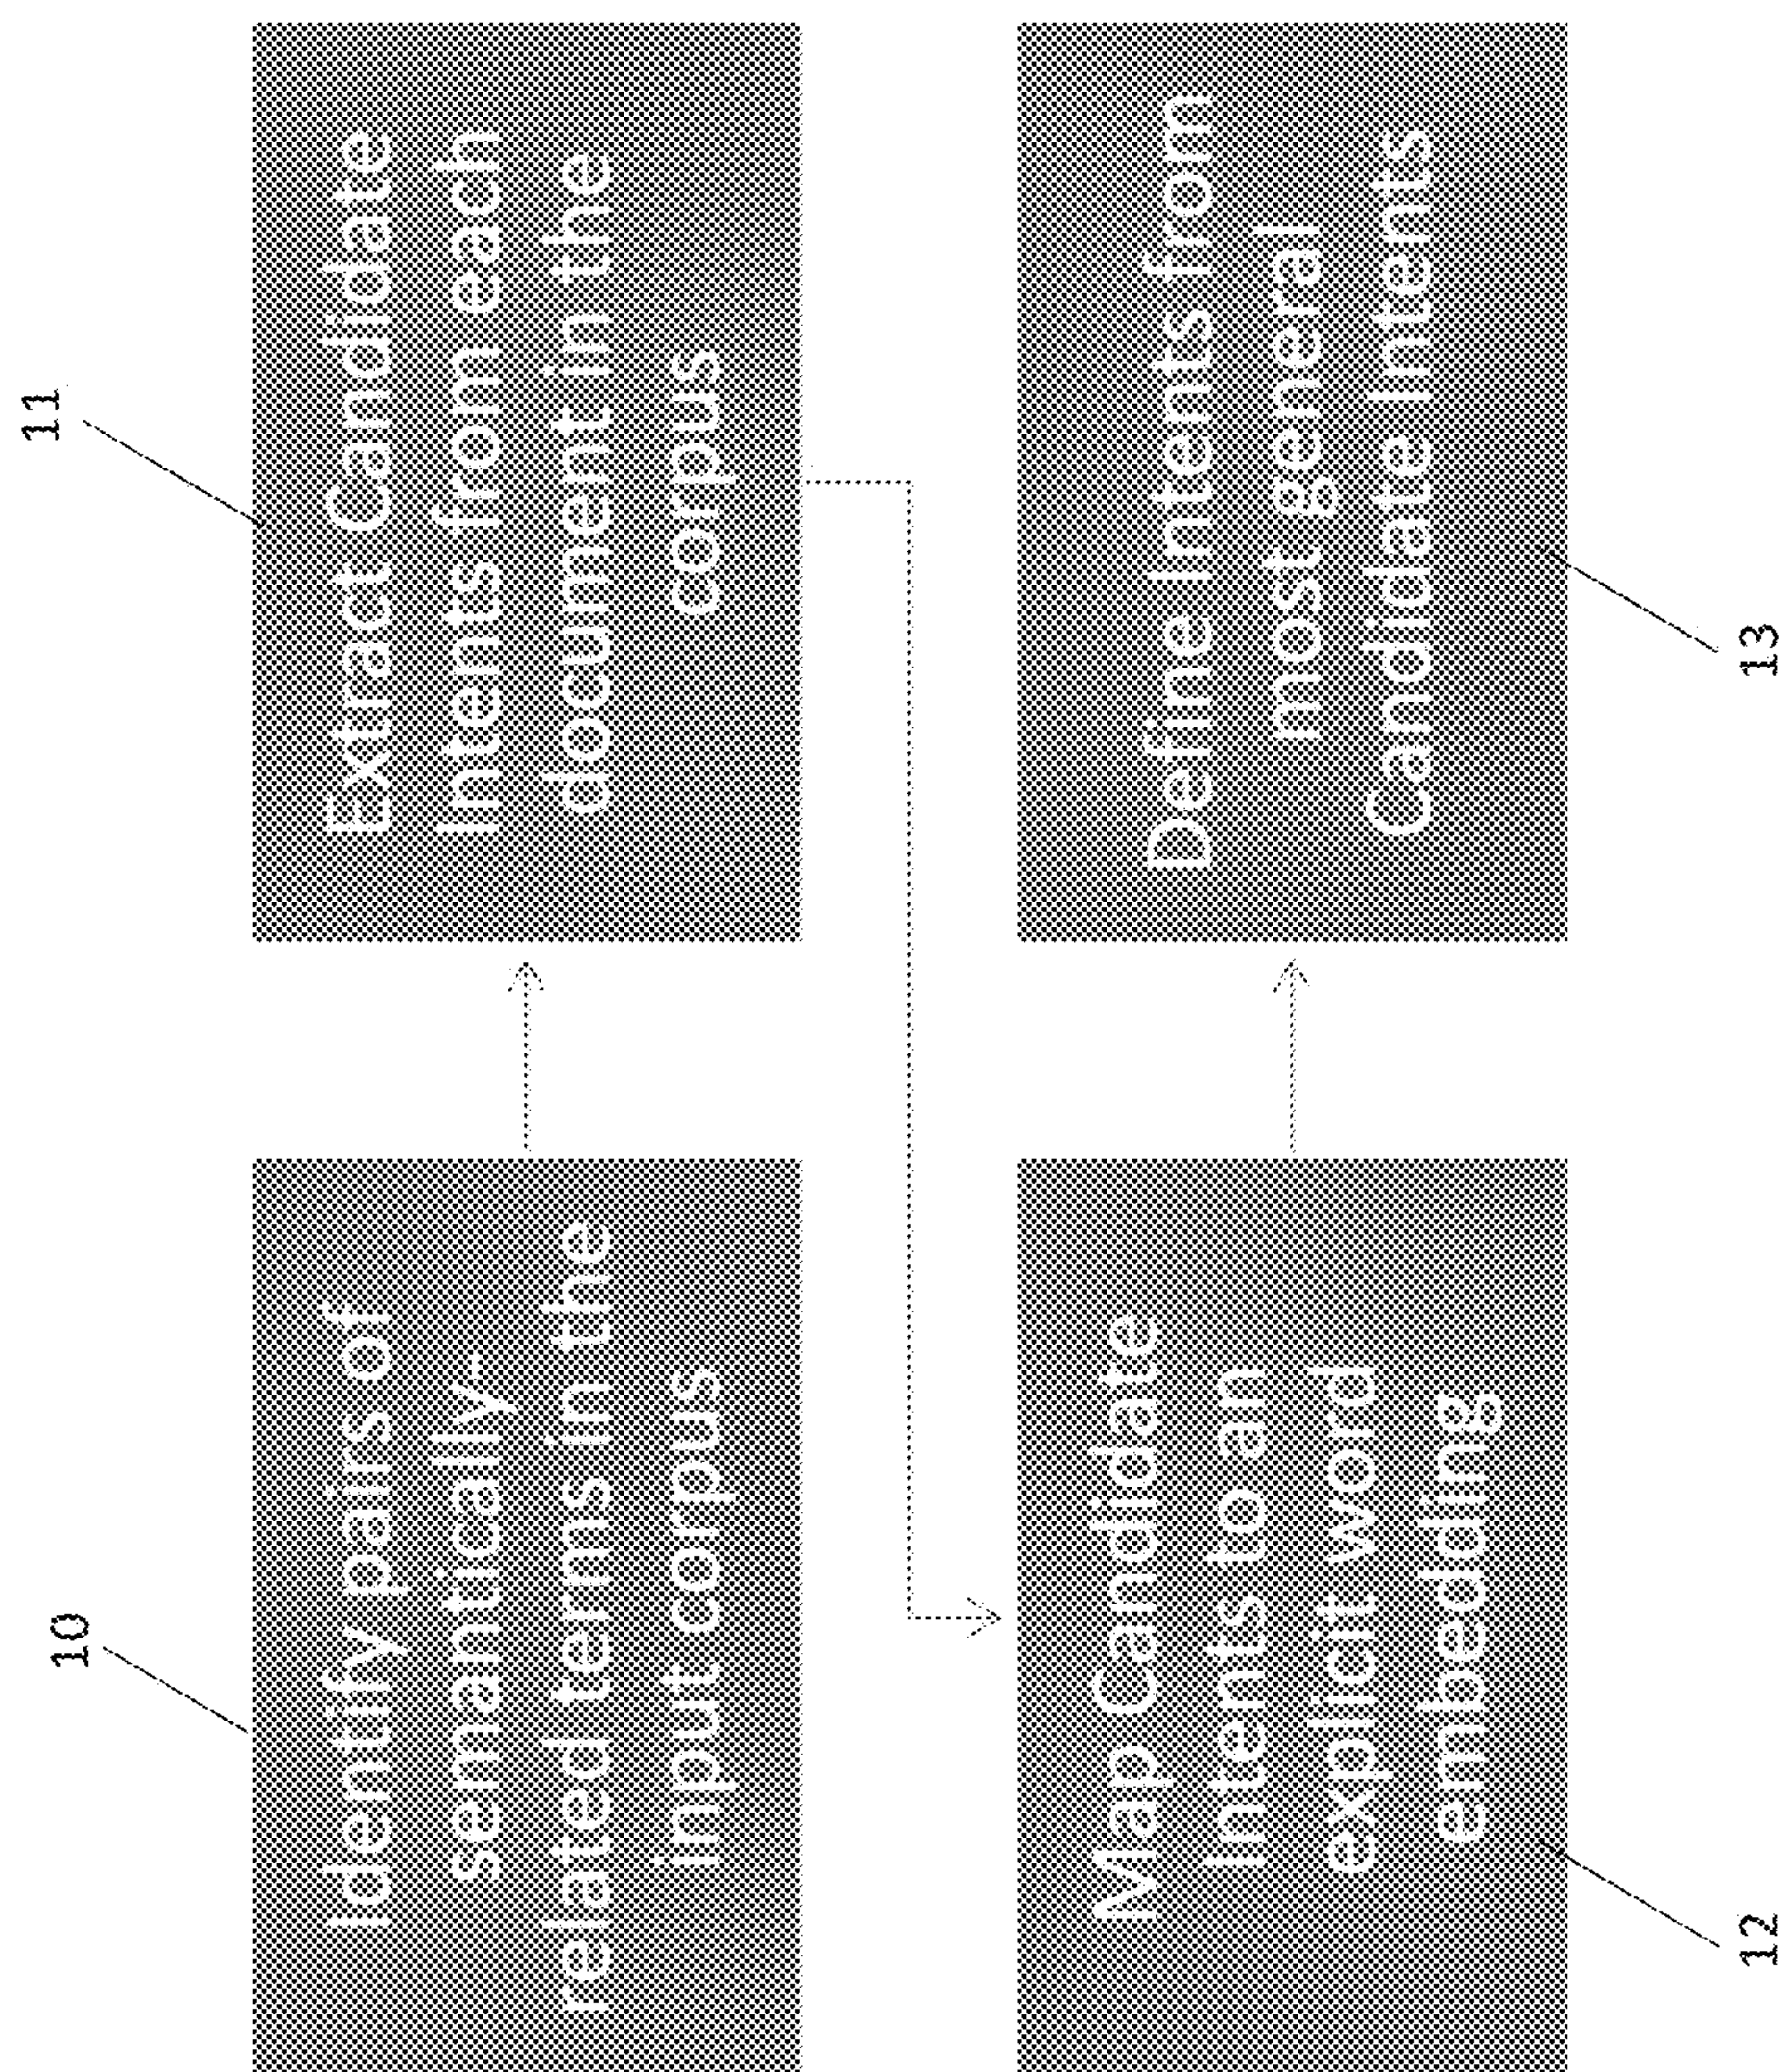 10
Identify pairs of
semantically-
related terms in the
input corpus
11
Extract Candidate
Intents from each
document in the
corpus
Map Candidate
Intents to an
explicit word
embedding
12
Define Intents from
most general
Candidate Intents
13